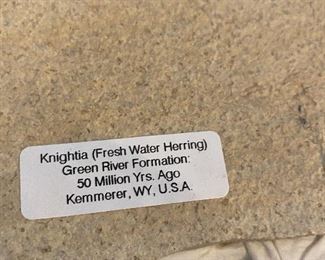 Knightia (Fresh Water Herring)
Green River Formation:
50 Million Yrs. Ago
Kemmerer, WY, U.S.A.